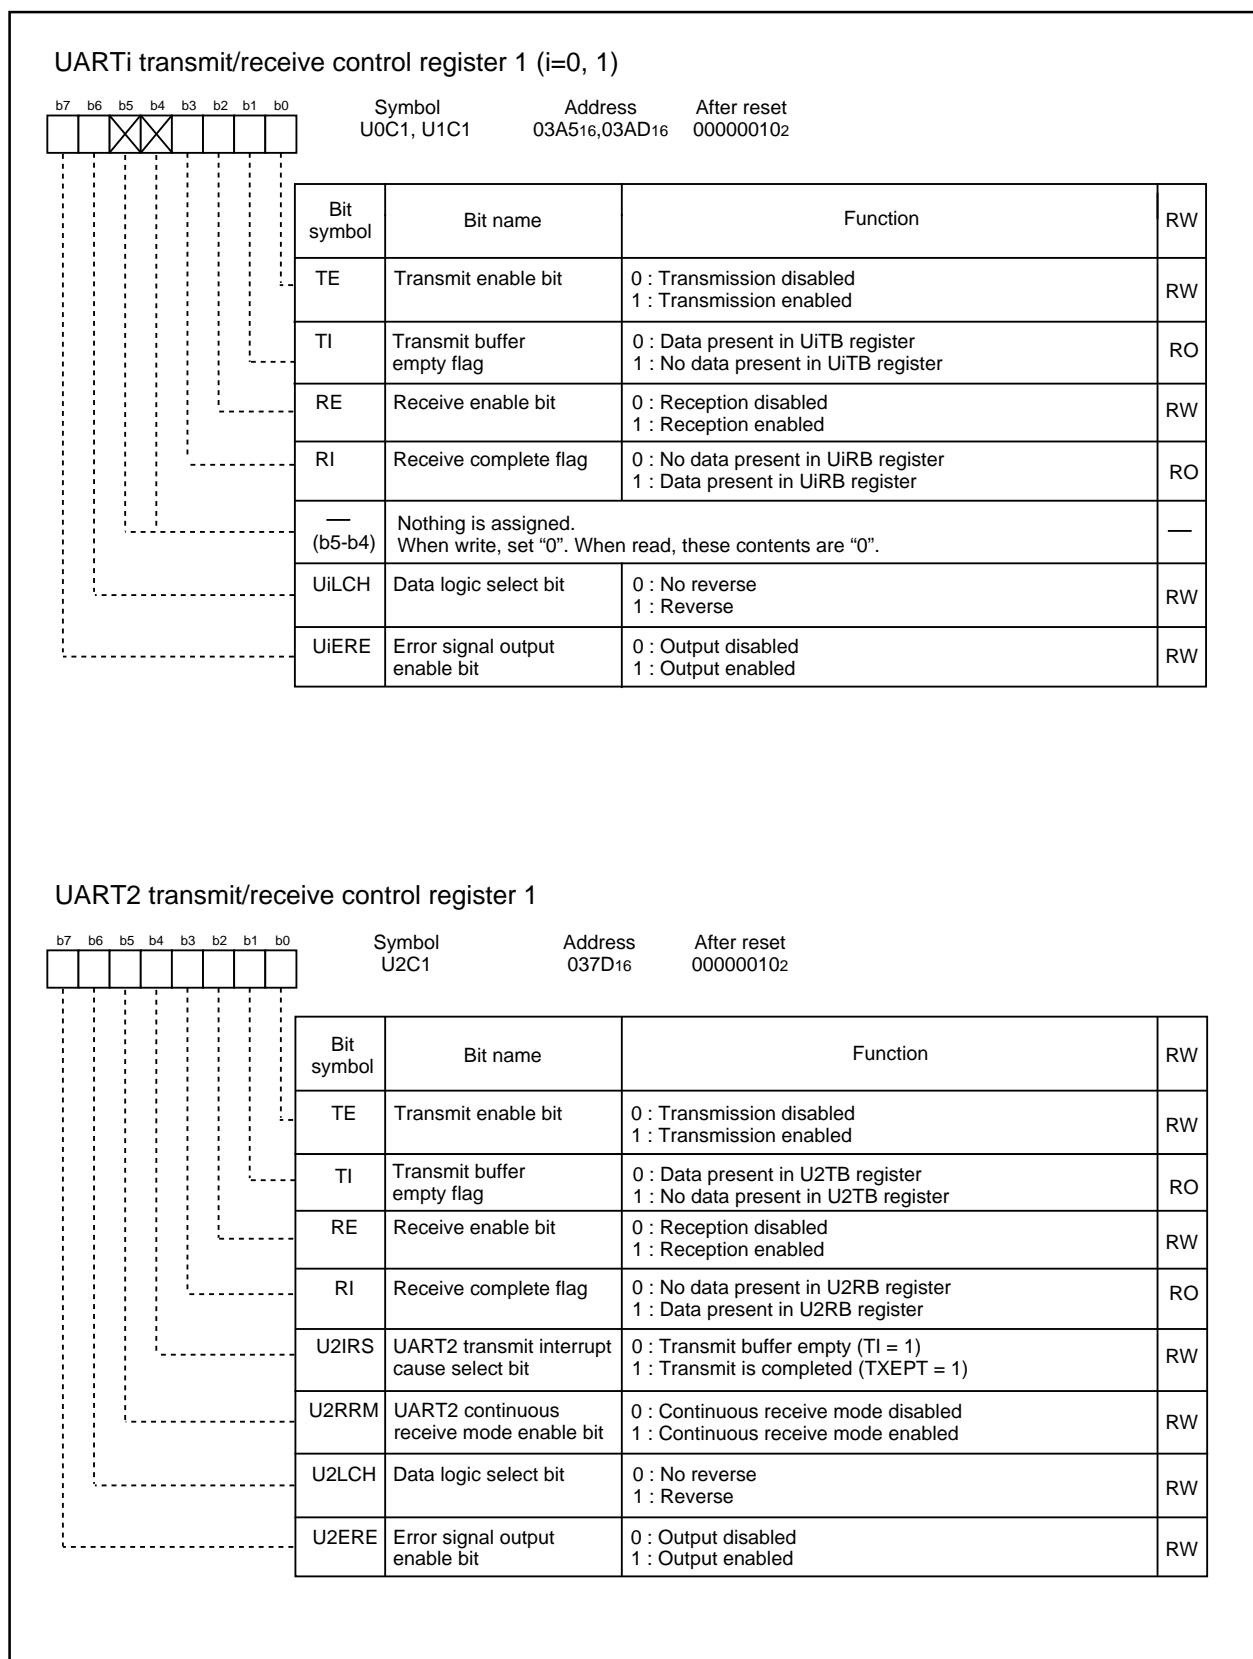 UARTi transmit/receive control register 1 (i=0, 1)
b7 b6 b5 b4 b3 b2 b1 b0
Symbol Address After reset
U0C1, U1C1 03A516,03AD16 000000102
Bit symbol Bit name Function RW
TE Transmit enable bit 0 : Transmission disabled
1 : Transmission enabled RW
TI Transmit buffer empty flag 0 : Data present in UiTB register
1 : No data present in UiTB register RO
RE Receive enable bit 0 : Reception disabled
1 : Reception enabled RW
RI Receive complete flag 0 : No data present in UiRB register
1 : Data present in UiRB register RO
— (b5-b4) Nothing is assigned.
When write, set “0”. When read, these contents are “0”. —
UiLCH Data logic select bit 0 : No reverse
1 : Reverse RW
UiERE Error signal output enable bit 0 : Output disabled
1 : Output enabled RW
UART2 transmit/receive control register 1
b7 b6 b5 b4 b3 b2 b1 b0
Symbol Address After reset
U2C1 037D16 000000102
Bit symbol Bit name Function RW
TE Transmit enable bit 0 : Transmission disabled
1 : Transmission enabled RW
TI Transmit buffer empty flag 0 : Data present in U2TB register
1 : No data present in U2TB register RO
RE Receive enable bit 0 : Reception disabled
1 : Reception enabled RW
RI Receive complete flag 0 : No data present in U2RB register
1 : Data present in U2RB register RO
U2IRS UART2 transmit interrupt cause select bit 0 : Transmit buffer empty (TI = 1)
1 : Transmit is completed (TXEPT = 1) RW
U2RRM UART2 continuous receive mode enable bit 0 : Continuous receive mode disabled
1 : Continuous receive mode enabled RW
U2LCH Data logic select bit 0 : No reverse
1 : Reverse RW
U2ERE Error signal output enable bit 0 : Output disabled
1 : Output enabled RW